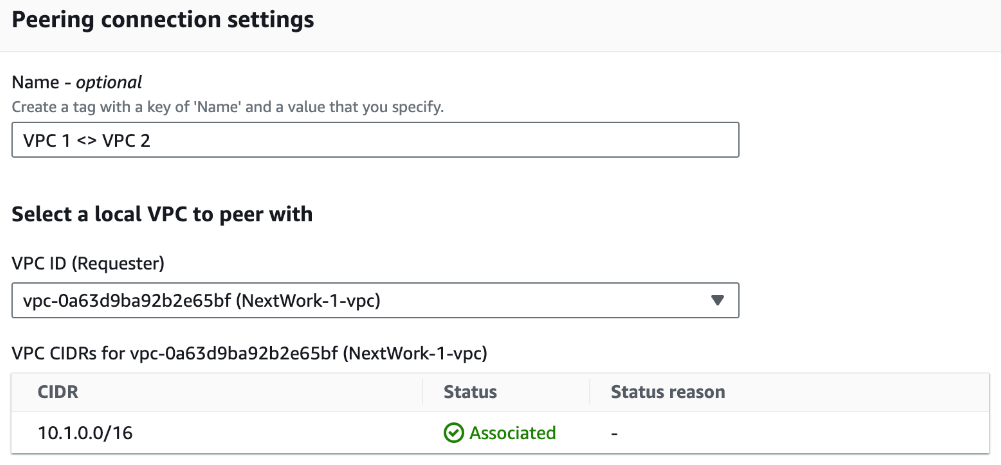 Peering connection settings
Name - optional
Create a tag with a key of 'Name' and a value that you specify.
VPC 1 <> VPC 2
Select a local VPC to peer with
VPC ID (Requester)
vpc-0a63d9ba92b2e65bf (NextWork-1-vpc)
VPC CIDRs for vpc-0a63d9ba92b2e65bf (NextWork-1-vpc)
CIDR Status Status reason
10.1.0.0/16 Associated -